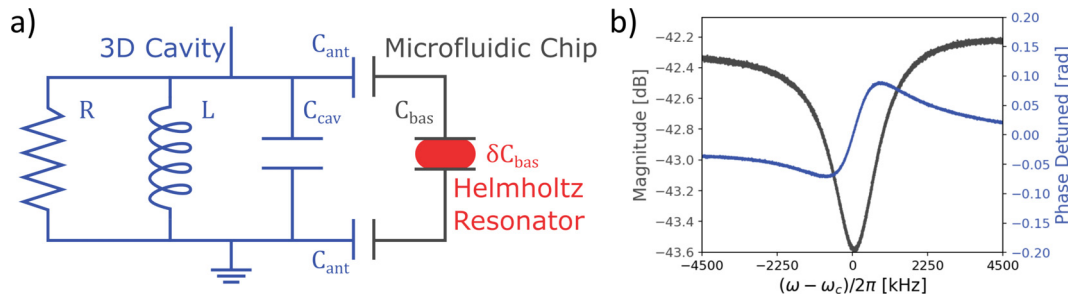 a)
3D Cavity
C_ant
Microfluidic Chip
R
L
C_cav
C_bas
δC_bas
Helmholtz
Resonator
C_ant
b)
Magnitude [dB]
−42.2
−42.4
−42.6
−42.8
−43.0
−43.2
−43.4
−43.6
0.20
0.15
0.10
0.05
0.00
−0.05
−0.10
−0.15
−0.20
Phase Detuned [rad]
−4500 −2250 0 2250 4500
(ω − ω_c)/2π [kHz]